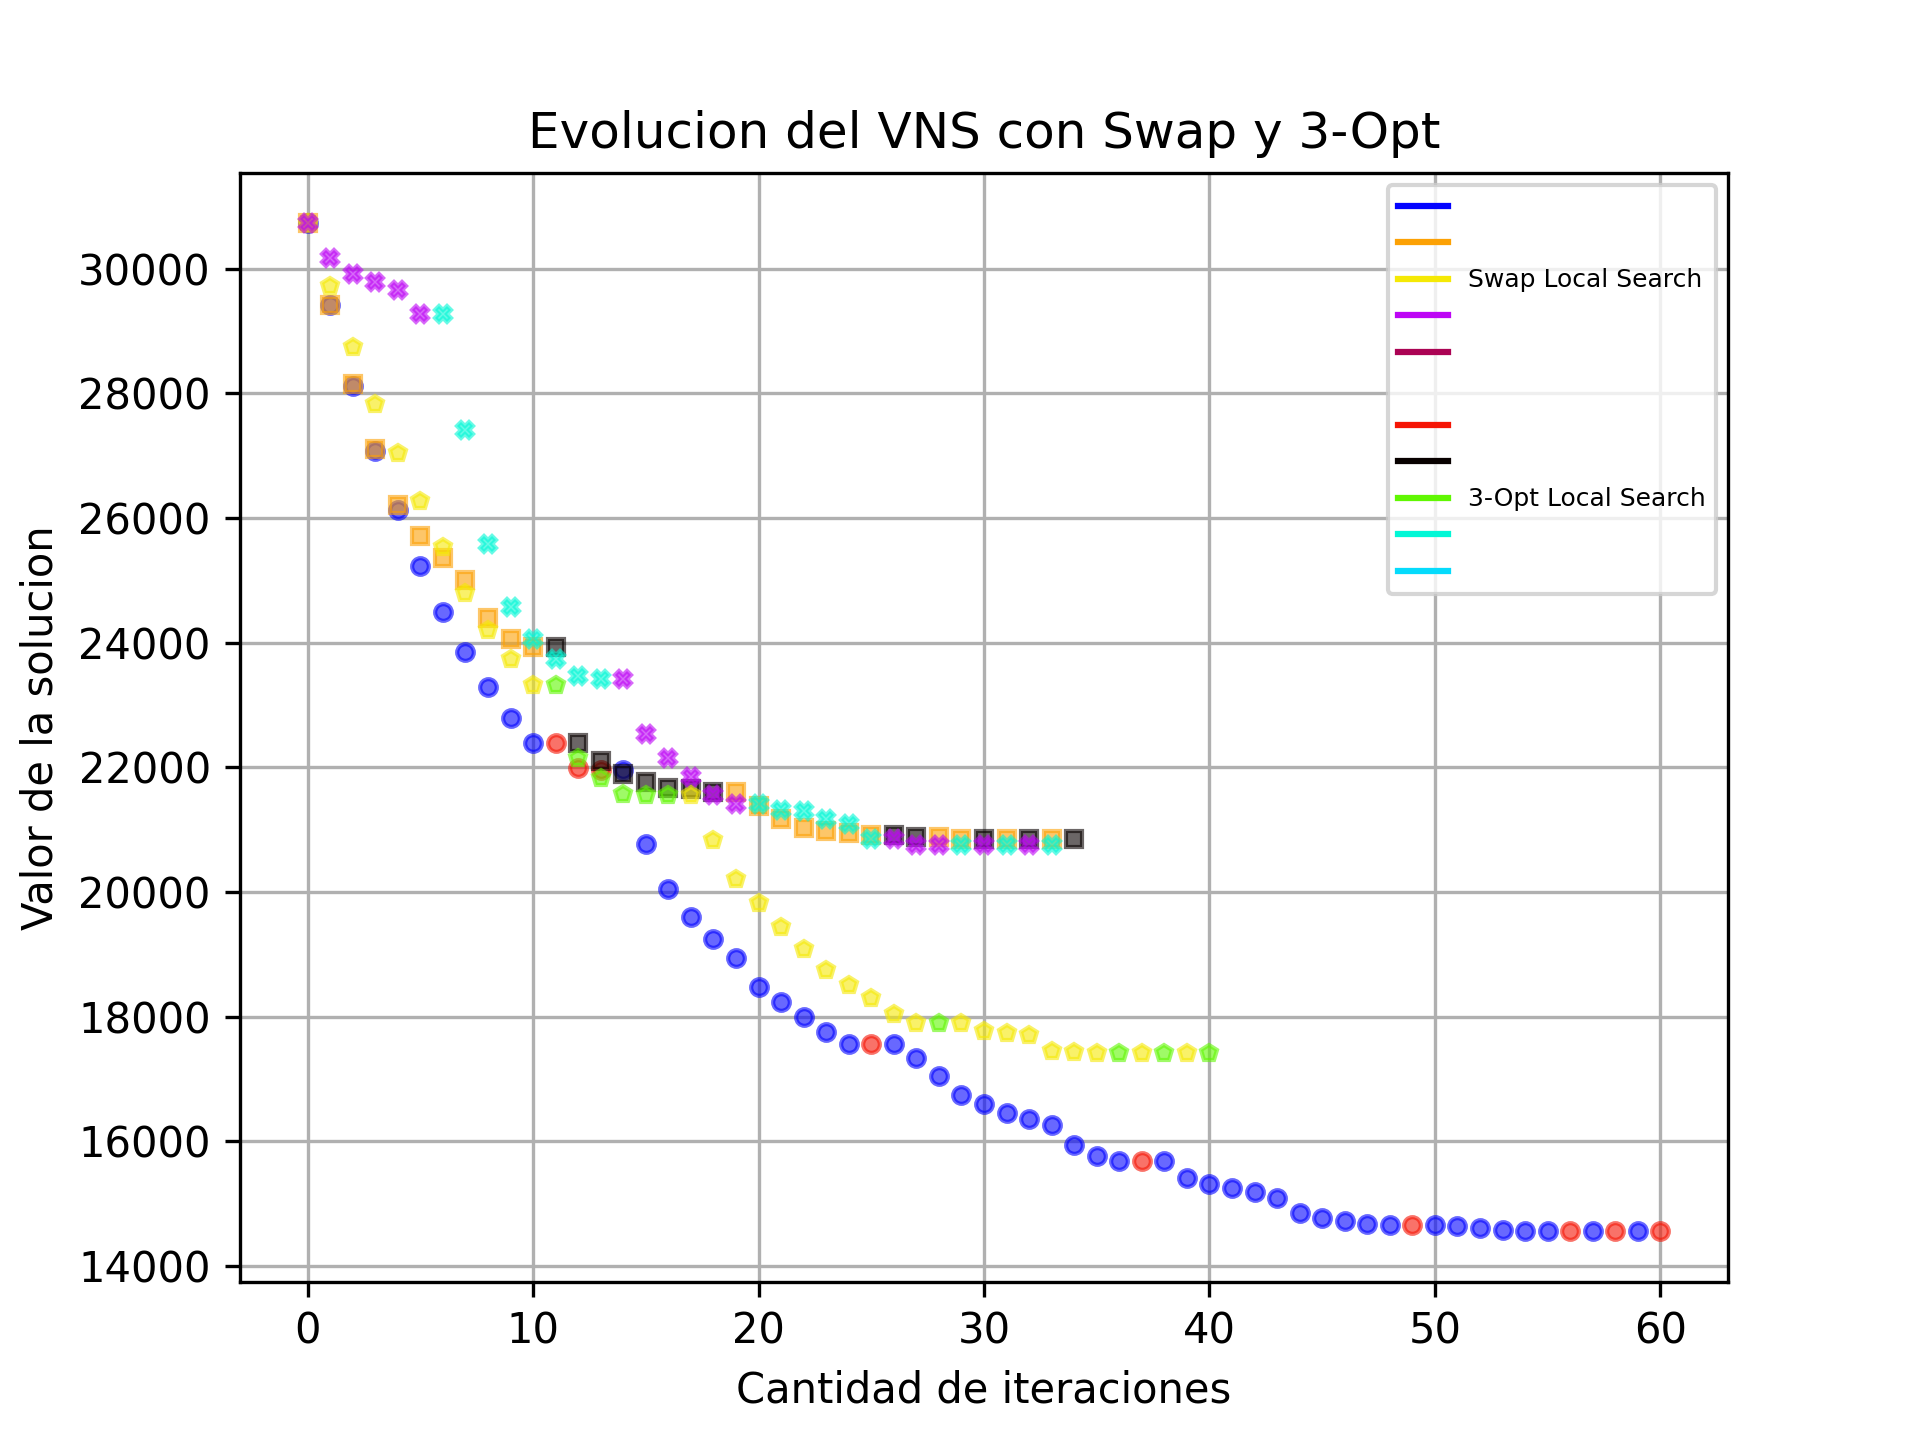 Evolucion del VNS con Swap y 3-Opt
Swap Local Search
3-Opt Local Search
Valor de la solucion
30000
28000
26000
24000
22000
20000
18000
16000
14000
0 10 20 30 40 50 60
Cantidad de iteraciones